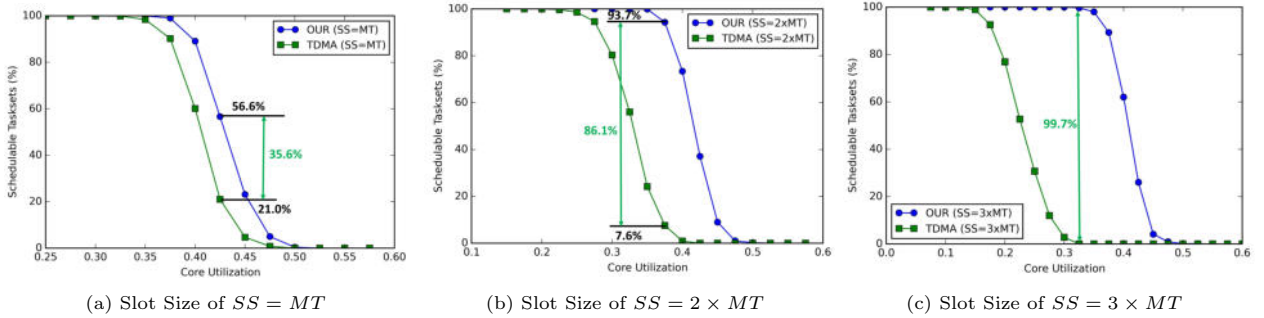 100
80
60
40
20
0
Schedulable Tasksets (%)
0.25 0.30 0.35 0.40 0.45 0.50 0.55 0.60
Core Utilization
OUR (SS=MT)
TDMA (SS=MT)
56.6%
35.6%
21.0%
(a) Slot Size of SS = MT
100
80
60
40
20
0
Schedulable Tasksets (%)
0.1 0.2 0.3 0.4 0.5 0.6
Core Utilization
OUR (SS=2xMT)
TDMA (SS=2xMT)
93.7%
86.1%
7.6%
(b) Slot Size of SS = 2 × MT
100
80
60
40
20
0
Schedulable Tasksets (%)
0.0 0.1 0.2 0.3 0.4 0.5 0.6
Core Utilization
99.7%
OUR (SS=3xMT)
TDMA (SS=3xMT)
(c) Slot Size of SS = 3 × MT